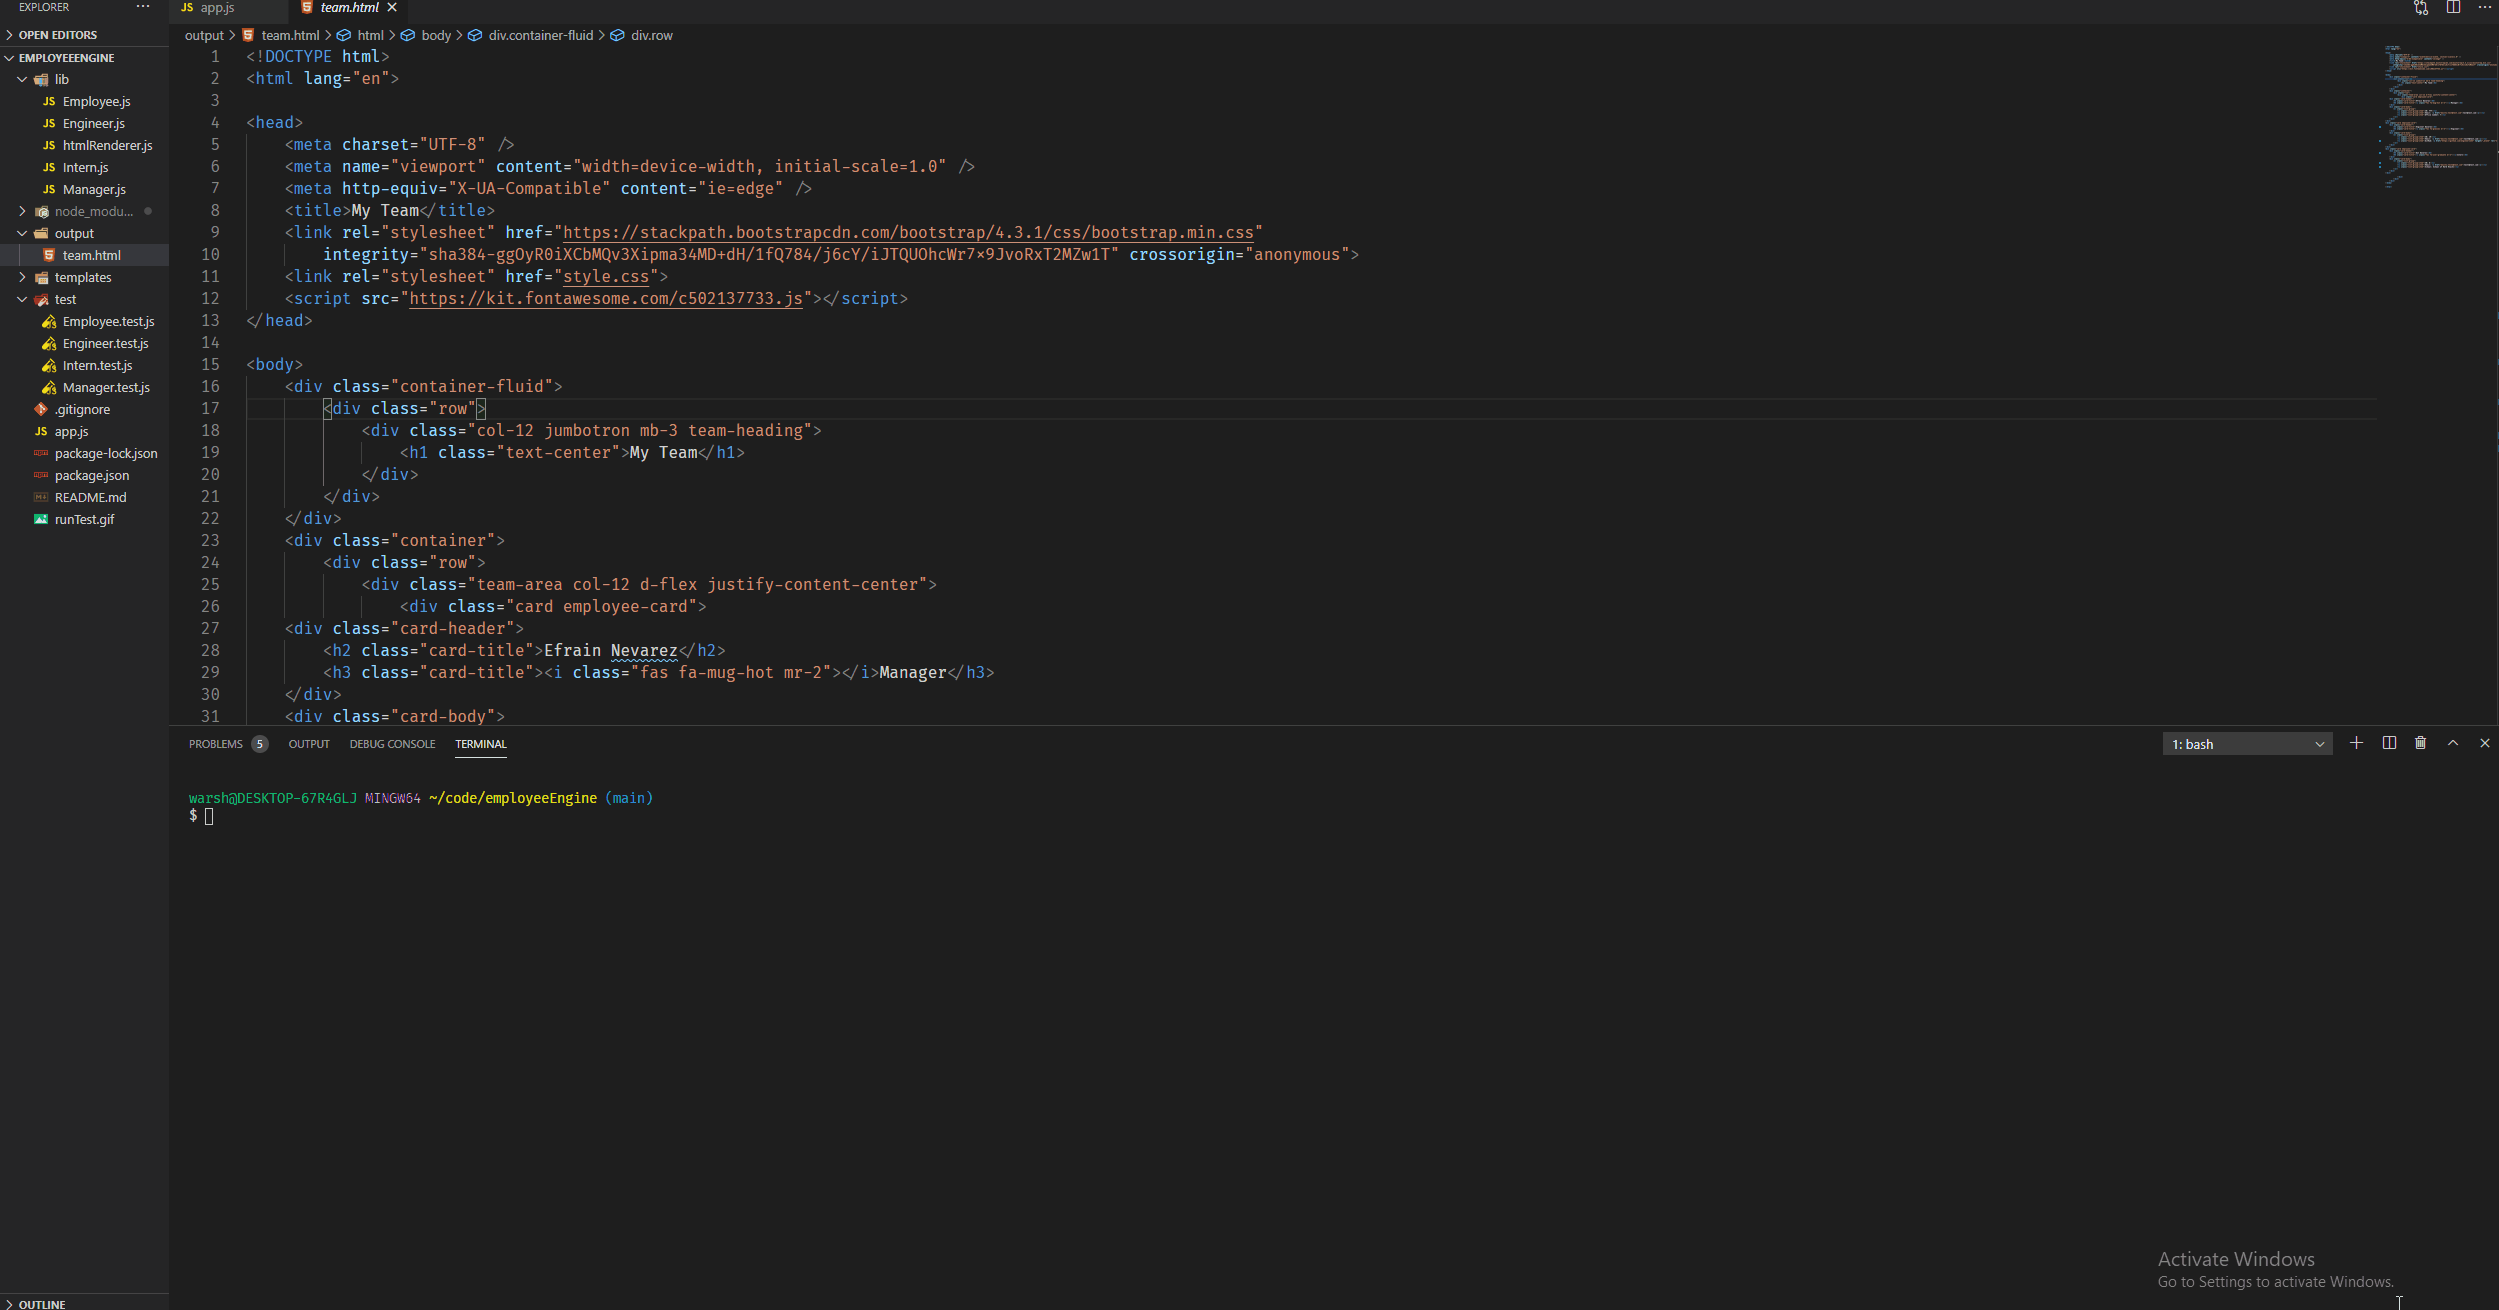 EXPLORER ···
OPEN EDITORS
EMPLOYEEENGINE
lib
JS Employee.js
JS Engineer.js
JS htmlRenderer.js
JS Intern.js
JS Manager.js
node_modu...
output
team.html
templates
test
Employee.test.js
Engineer.test.js
Intern.test.js
Manager.test.js
.gitignore
JS app.js
package-lock.json
package.json
README.md
runTest.gif
OUTLINE
JS app.js
team.html
output > team.html > html > body > div.container-fluid > div.row
1 <!DOCTYPE html>
2 <html lang="en">
3
4 <head>
5 <meta charset="UTF-8" />
6 <meta name="viewport" content="width=device-width, initial-scale=1.0" />
7 <meta http-equiv="X-UA-Compatible" content="ie=edge" />
8 <title>My Team</title>
9 <link rel="stylesheet" href="https://stackpath.bootstrapcdn.com/bootstrap/4.3.1/css/bootstrap.min.css"
10 integrity="sha384-ggOyR0iXCbMQv3Xipma34MD+dH/1fQ784/j6cY/iJTQUOhcWr7x9JvoRxT2MZw1T" crossorigin="anonymous">
11 <link rel="stylesheet" href="style.css">
12 <script src="https://kit.fontawesome.com/c502137733.js"></script>
13 </head>
14
15 <body>
16 <div class="container-fluid">
17 <div class="row">
18 <div class="col-12 jumbotron mb-3 team-heading">
19 <h1 class="text-center">My Team</h1>
20 </div>
21 </div>
22 </div>
23 <div class="container">
24 <div class="row">
25 <div class="team-area col-12 d-flex justify-content-center">
26 <div class="card employee-card">
27 <div class="card-header">
28 <h2 class="card-title">Efrain Nevarez</h2>
29 <h3 class="card-title"><i class="fas fa-mug-hot mr-2"></i>Manager</h3>
30 </div>
31 <div class="card-body">
PROBLEMS 5 OUTPUT DEBUG CONSOLE TERMINAL
1: bash
warsh@DESKTOP-67R4GLJ MINGW64 ~/code/employeeEngine (main)
$
Activate Windows
Go to Settings to activate Windows.